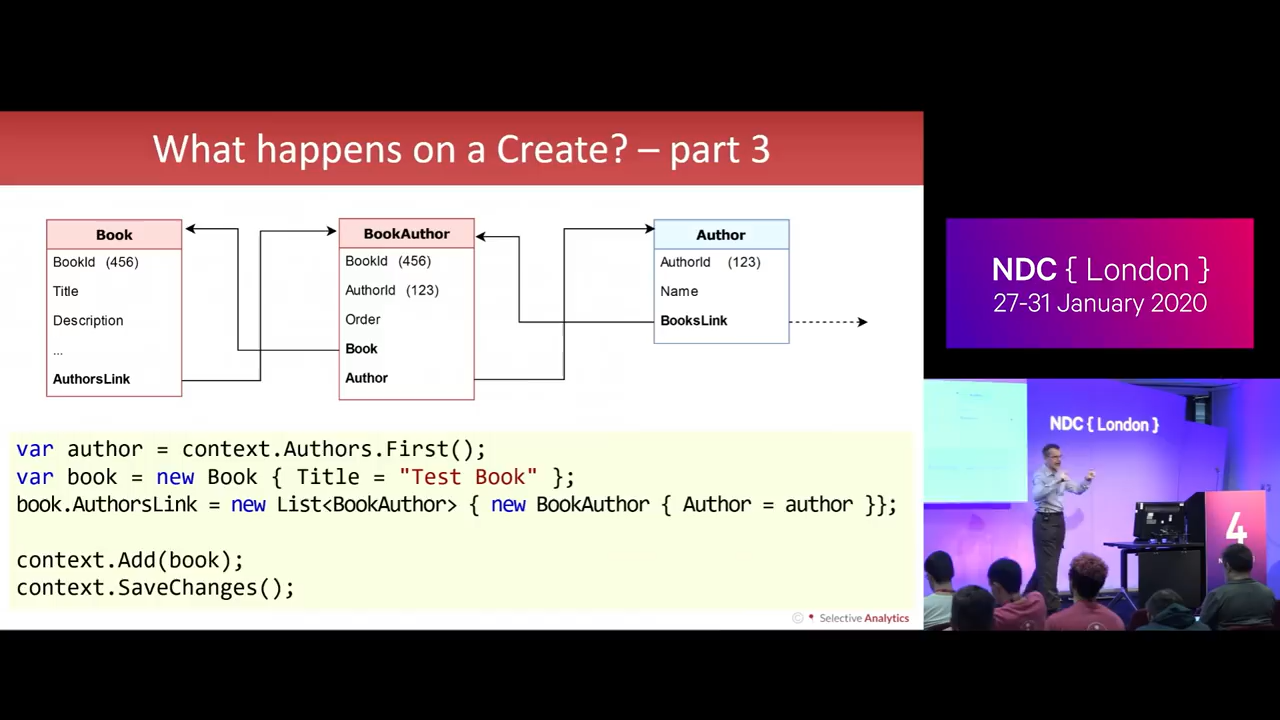 What happens on a Create? – part 3
Book
BookId (456)
Title
Description
...
AuthorsLink
BookAuthor
BookId (456)
AuthorId (123)
Order
Book
Author
Author
AuthorId (123)
Name
BooksLink
var author = context.Authors.First();
var book = new Book { Title = "Test Book" };
book.AuthorsLink = new List<BookAuthor> { new BookAuthor { Author = author }};
context.Add(book);
context.SaveChanges();
© Selective Analytics
NDC { London }
27-31 January 2020
NDC { London }
4